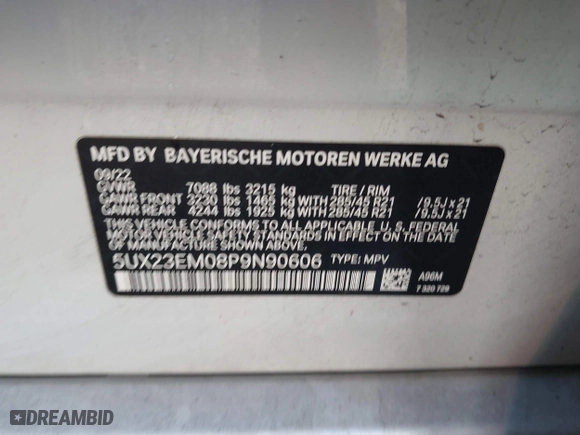 MFD BY BAYERISCHE MOTOREN WERKE AG
09/22
GVWR 7088 lbs 3215 kg TIRE / RIM
GAWR FRONT 3230 lbs 1465 kg WITH 285/45 R21 /9.5J x 21
GAWR REAR 4244 lbs 1925 kg WITH 285/45 R21 /9.5J x 21
THIS VEHICLE CONFORMS TO ALL APPLICABLE U. S. FEDERAL
MOTOR VEHICLE SAFETY STANDARDS IN EFFECT ON THE DATE OF
MANUFACTURE SHOWN ABOVE.
5UX23EM08P9N90606 TYPE: MPV
A96M
7 320 729
DREAMBID